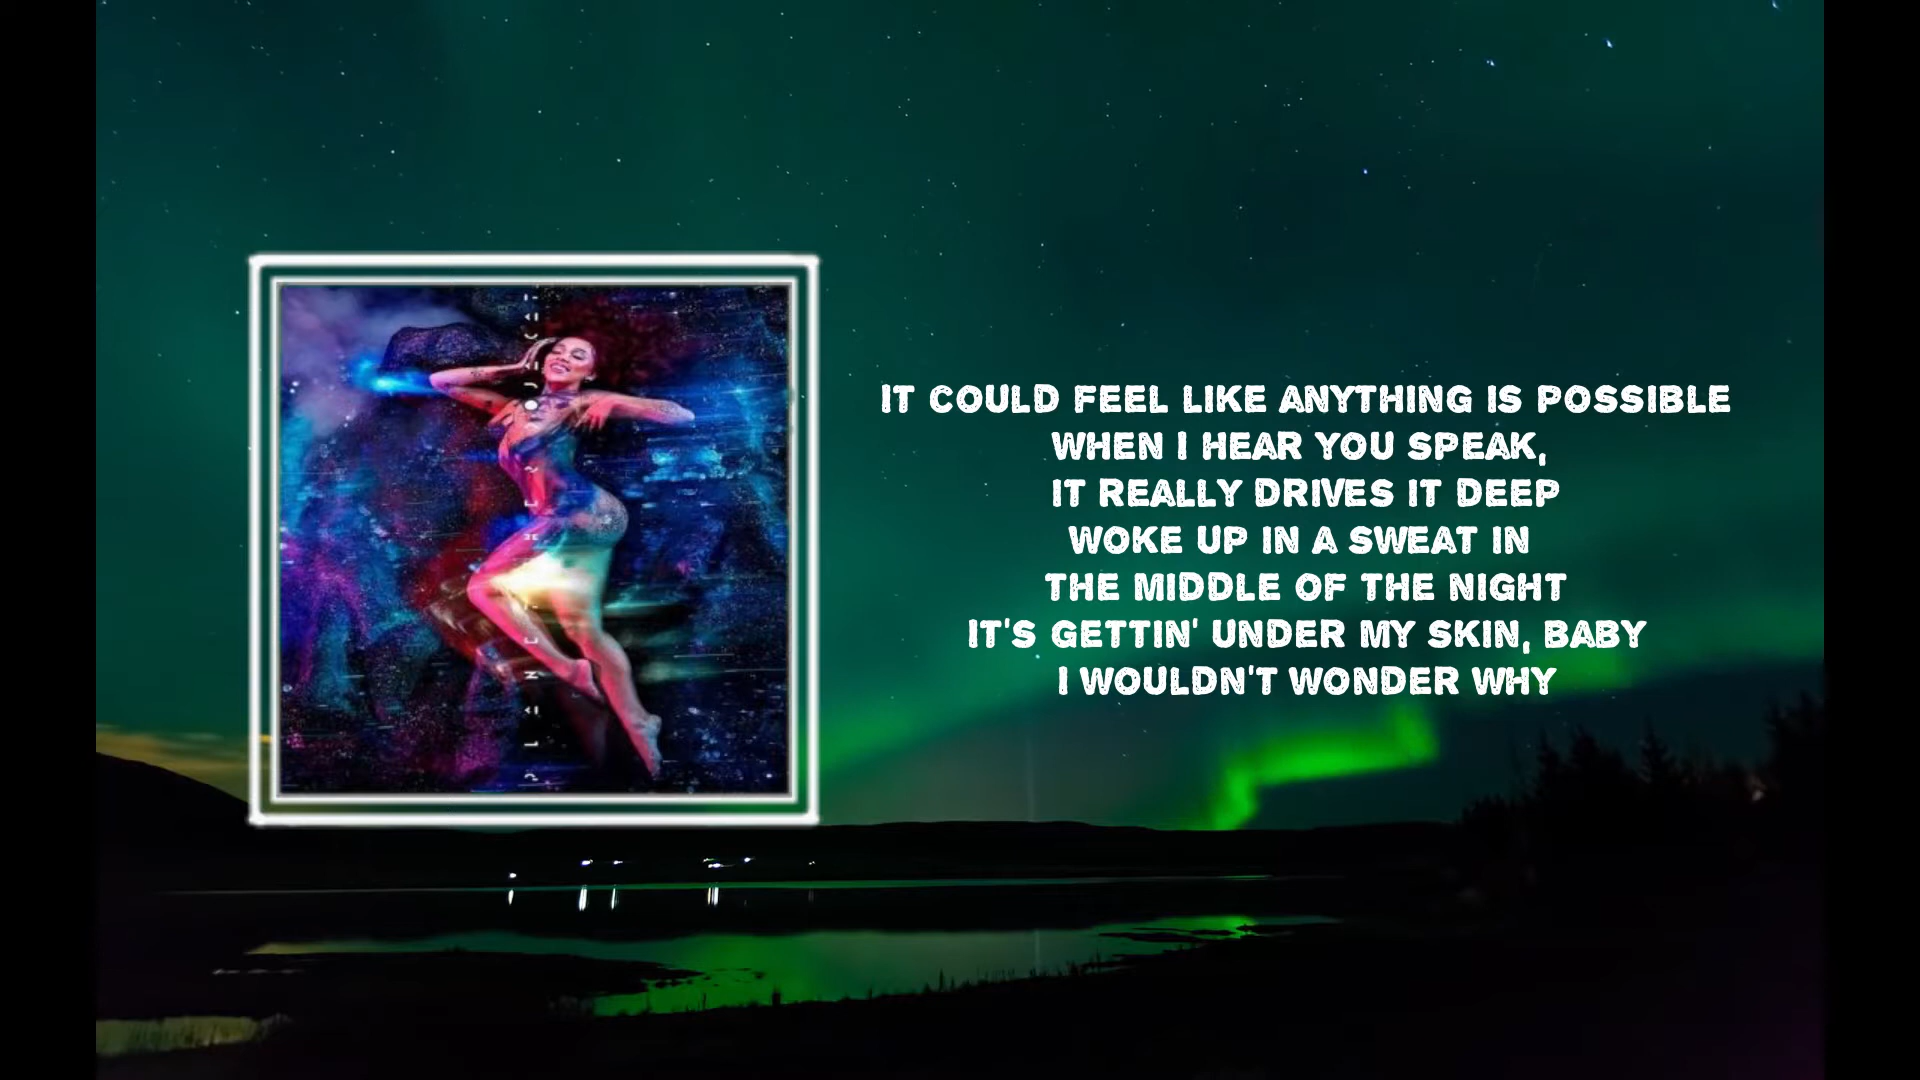 IT COULD FEEL LIKE ANYTHING IS POSSIBLE
WHEN I HEAR YOU SPEAK,
IT REALLY DRIVES IT DEEP
WOKE UP IN A SWEAT IN
THE MIDDLE OF THE NIGHT
IT'S GETTIN' UNDER MY SKIN, BABY
I WOULDN'T WONDER WHY